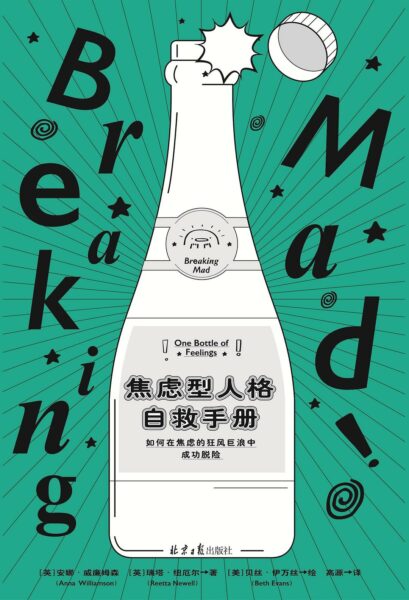 Breaking
Mad!
Breaking
Mad
One Bottle of
! Feelings !
焦虑型人格
自救手册
如何在焦虑的狂风巨浪中
成功脱险
北京日报出版社
[英]安娜·威廉姆森 [英]瑞塔·纽厄尔→著 [美]贝丝·伊万丝→绘 高源→译
(Anna Williamson) (Reetta Newell) (Beth Evans)